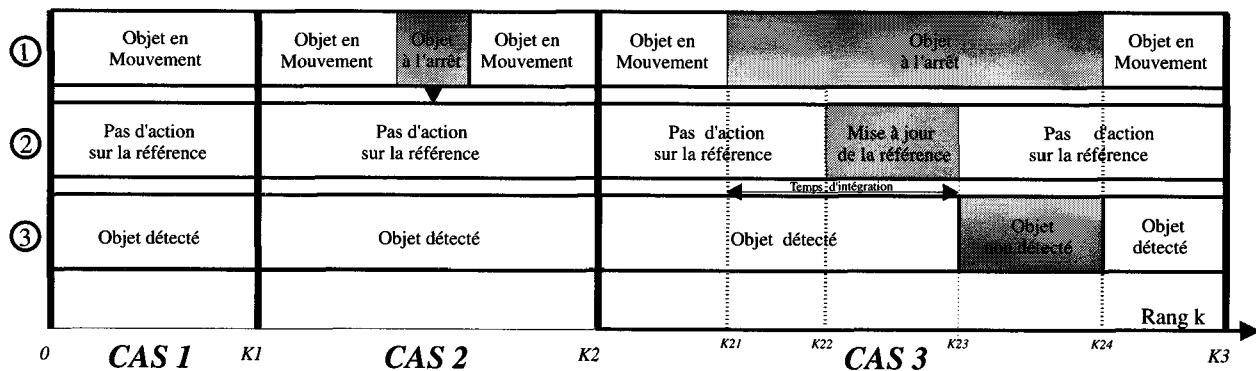 1
Objet en
Mouvement
Objet en
Mouvement
Objet
à l'arrêt
Objet en
Mouvement
Objet en
Mouvement
Objet
à l'arrêt
Objet en
Mouvement
2
Pas d'action
sur la référence
Pas d'action
sur la référence
Pas d'action
sur la référence
Mise à jour
de la référence
Pas d'action
sur la référence
Temps d'intégration
3
Objet détecté
Objet détecté
Objet détecté
Objet
non détecté
Objet
détecté
Rang k
0
CAS 1
K1
CAS 2
K2
K21
K22
CAS 3
K23
K24
K3